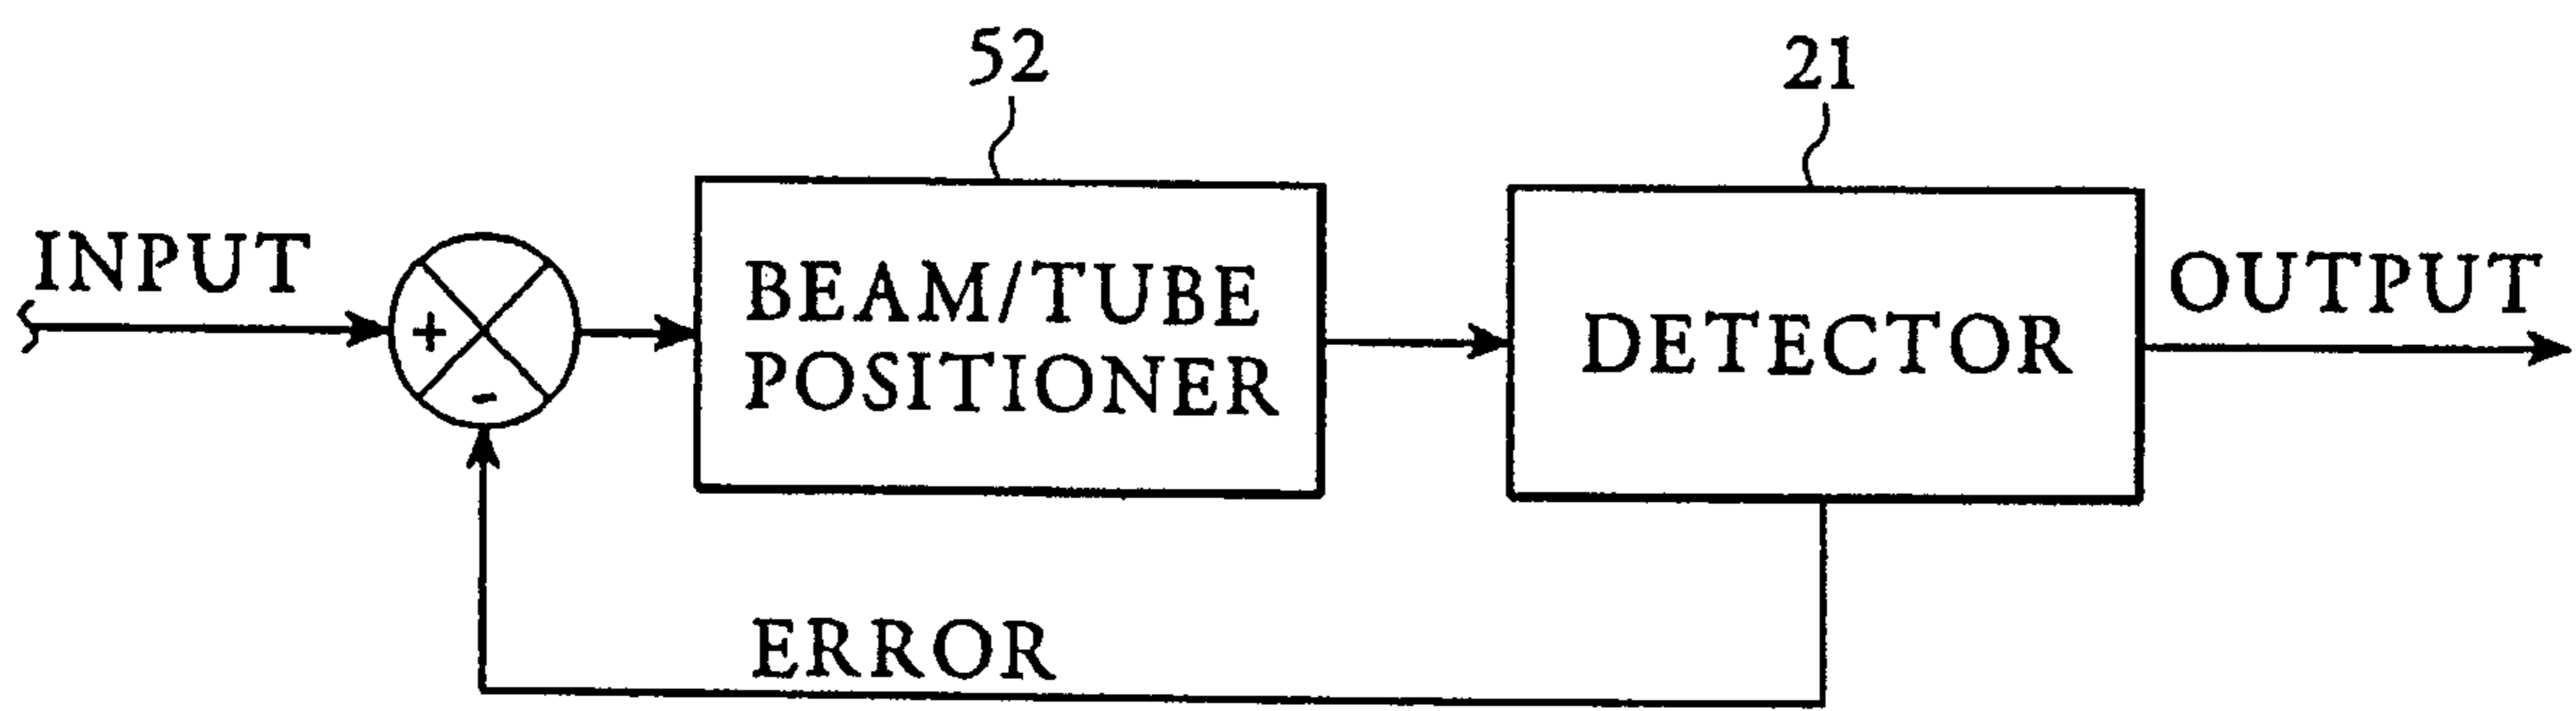 52
21
INPUT
+
-
BEAM/TUBE
POSITIONER
DETECTOR
OUTPUT
ERROR